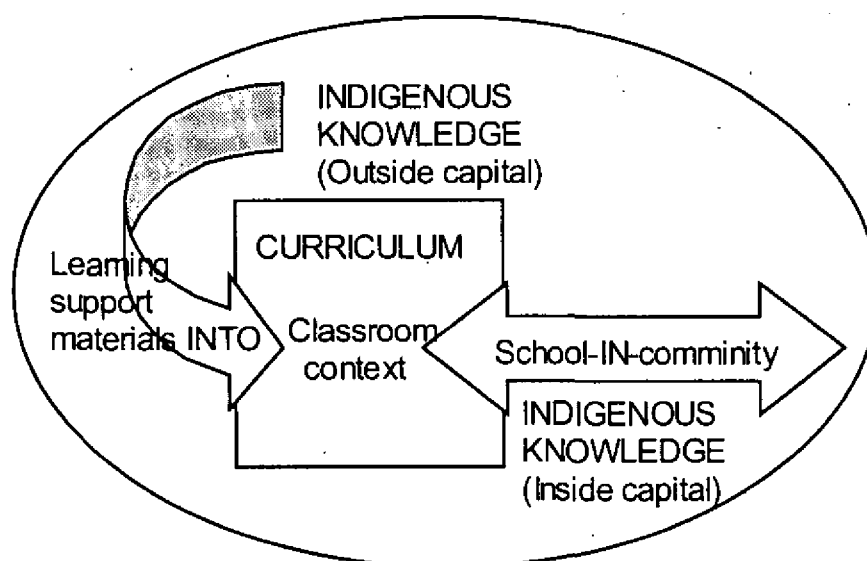 INDIGENOUS
KNOWLEDGE
(Outside capital)
CURRICULUM
Learning
support
materials INTO
Classroom
context
School-IN-comminity
INDIGENOUS
KNOWLEDGE
(Inside capital)